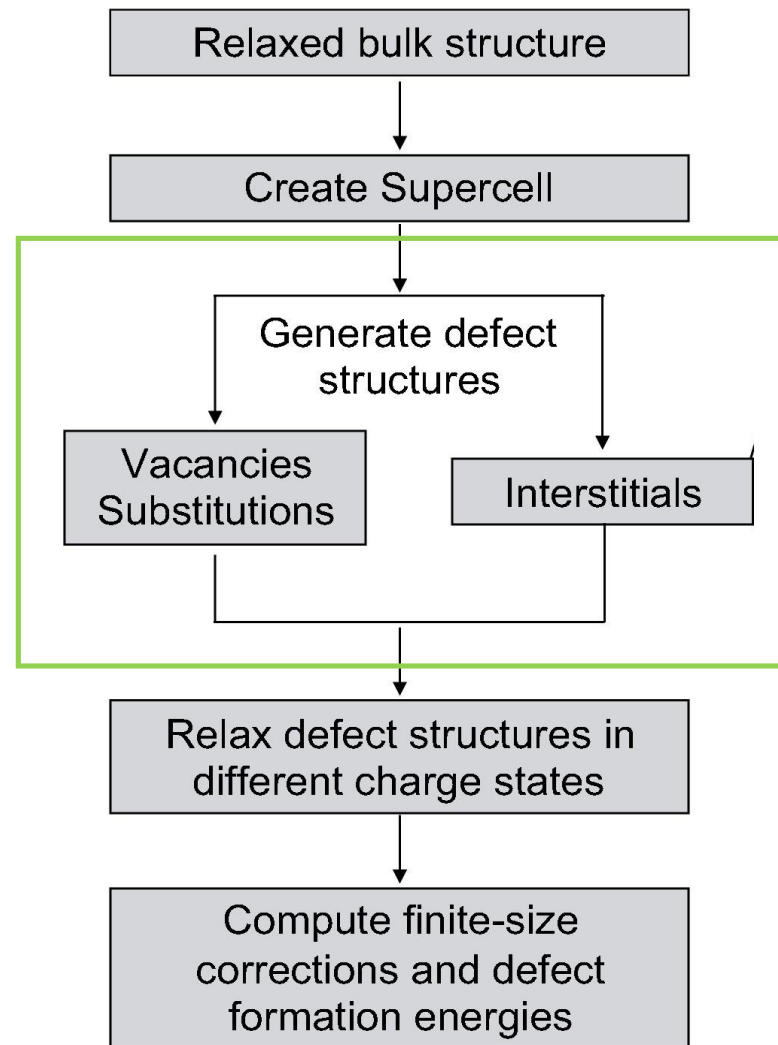 Relaxed bulk structure
Create Supercell
Generate defect
structures
Vacancies
Substitutions
Interstitials
Relax defect structures in
different charge states
Compute finite-size
corrections and defect
formation energies